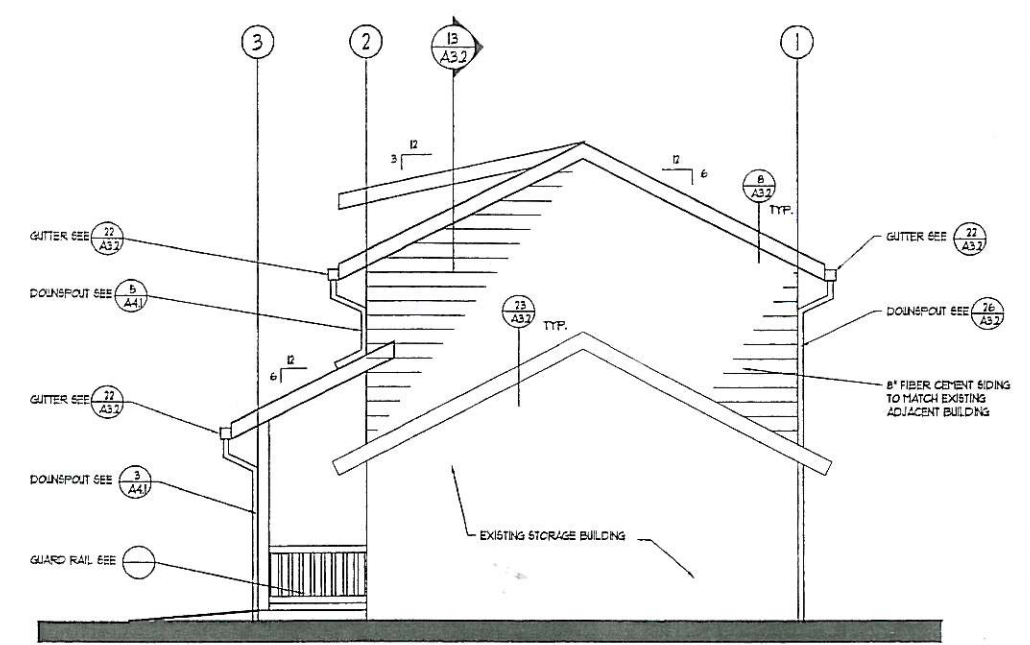 3
2
13
A3.2
1
12
3
12
6
8
A3.2
TYP.
GUTTER SEE 22
A3.2
GUTTER SEE 22
A3.2
DOWNSPOUT SEE 5
A4.1
23
A3.2
TYP.
DOWNSPOUT SEE 26
A3.2
12
6
8" FIBER CEMENT SIDING
TO MATCH EXISTING
ADJACENT BUILDING
GUTTER SEE 22
A3.2
DOWNSPOUT SEE 3
A4.1
EXISTING STORAGE BUILDING
GUARD RAIL SEE